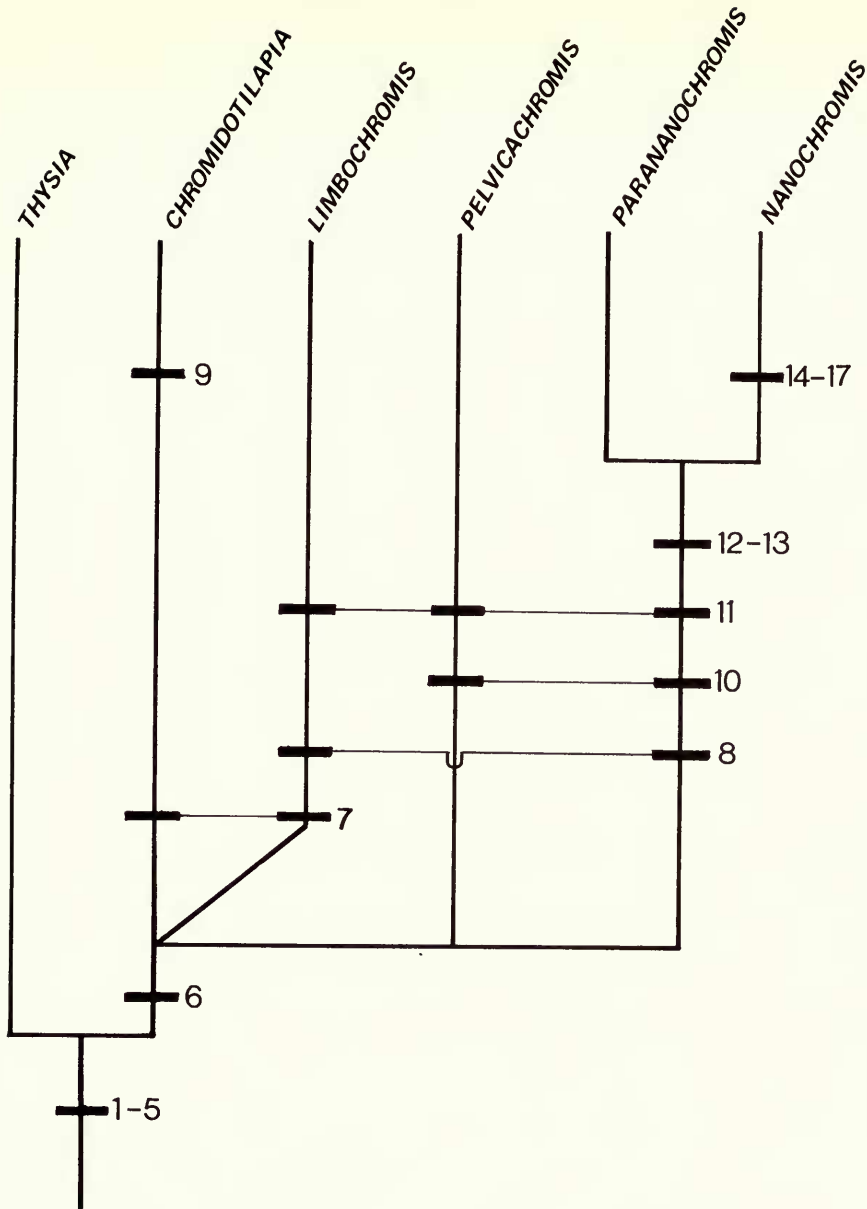 THYSIA
CHROMIDOTILAPIA
LIMBOCHROMIS
PELVICACHROMIS
PARANANOCHROMIS
NANOCHROMIS
9
14-17
12-13
11
10
8
7
6
1-5